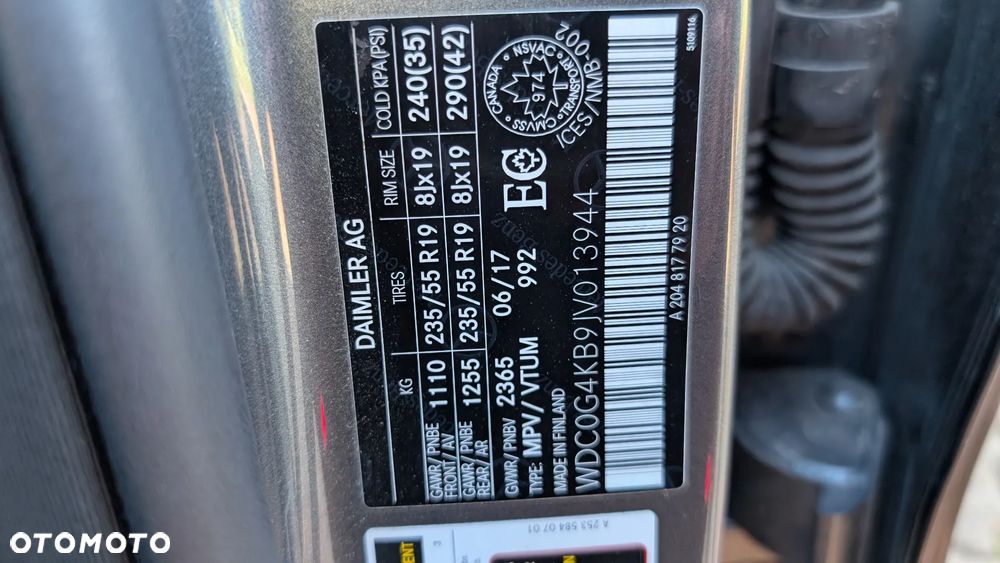 DAIMLER AG
KG TIRES RIM SIZE COLD KPA(PSI)
GAWR/PNBE FRONT/AV 1110 235/55 R19 8Jx19 240(35)
GAWR/PNBE REAR/AR 1255 235/55 R19 8Jx19 290(42)
GVWR/PNBV 2365 06/17
TYPE: MPV/VTUM 992
MADE IN FINLAND
EC
CANADA NSVAC
974
CMVSS TRANSPORT
ICES/NMB-002
WDC0G4KB9JV013944
A 204 817 79 20
5109116
A 253 584 07 01
3
OTOMOTO